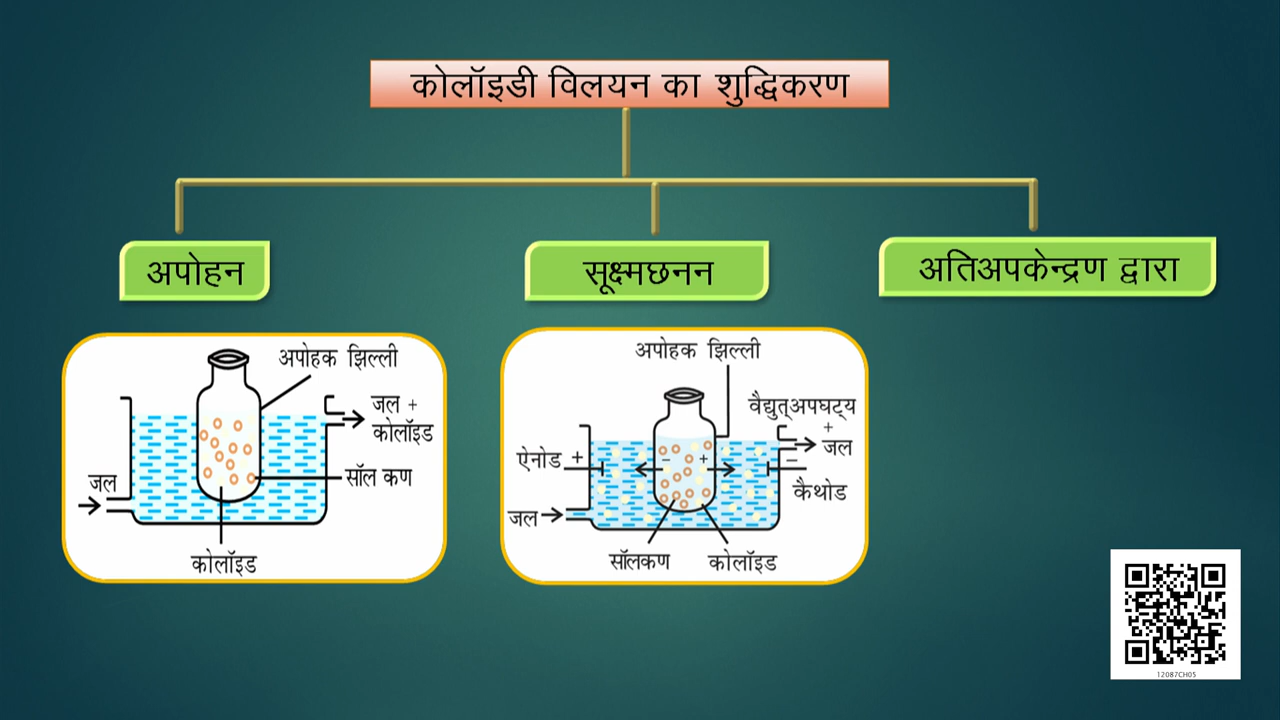 कोलॉइडी विलयन का शुद्धिकरण
अपोहन
सूक्ष्मछनन
अतिअपकेन्द्रण द्वारा
अपोहक झिल्ली
जल +
कोलॉइड
जल
सॉल कण
कोलॉइड
अपोहक झिल्ली
वैद्युत्अपघट्य
+
जल
ऐनोड +
−
+
−
कैथोड
जल
सॉलकण
कोलॉइड
12087CH05